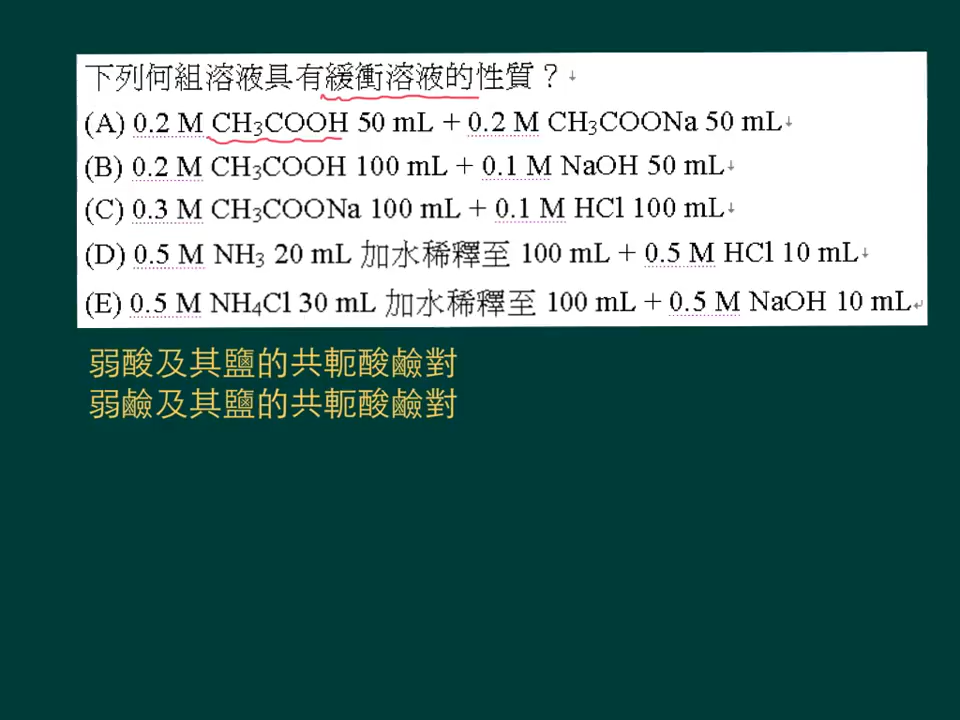 下列何組溶液具有緩衝溶液的性質？↓
(A) 0.2 M CH₃COOH 50 mL + 0.2 M CH₃COONa 50 mL↓
(B) 0.2 M CH₃COOH 100 mL + 0.1 M NaOH 50 mL↓
(C) 0.3 M CH₃COONa 100 mL + 0.1 M HCl 100 mL↓
(D) 0.5 M NH₃ 20 mL 加水稀釋至 100 mL + 0.5 M HCl 10 mL↓
(E) 0.5 M NH₄Cl 30 mL 加水稀釋至 100 mL + 0.5 M NaOH 10 mL↵
弱酸及其鹽的共軛酸鹼對
弱鹼及其鹽的共軛酸鹼對